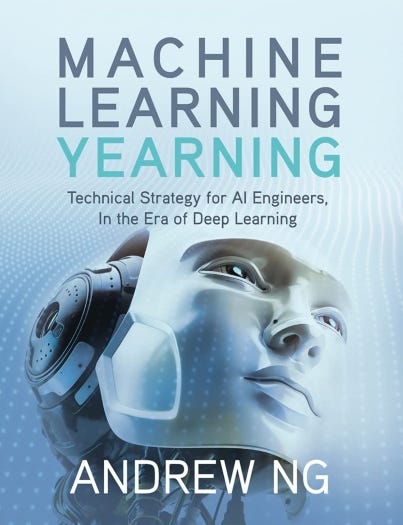 MACHINE
LEARNING
YEARNING
Technical Strategy for AI Engineers,
In the Era of Deep Learning
ANDREW NG